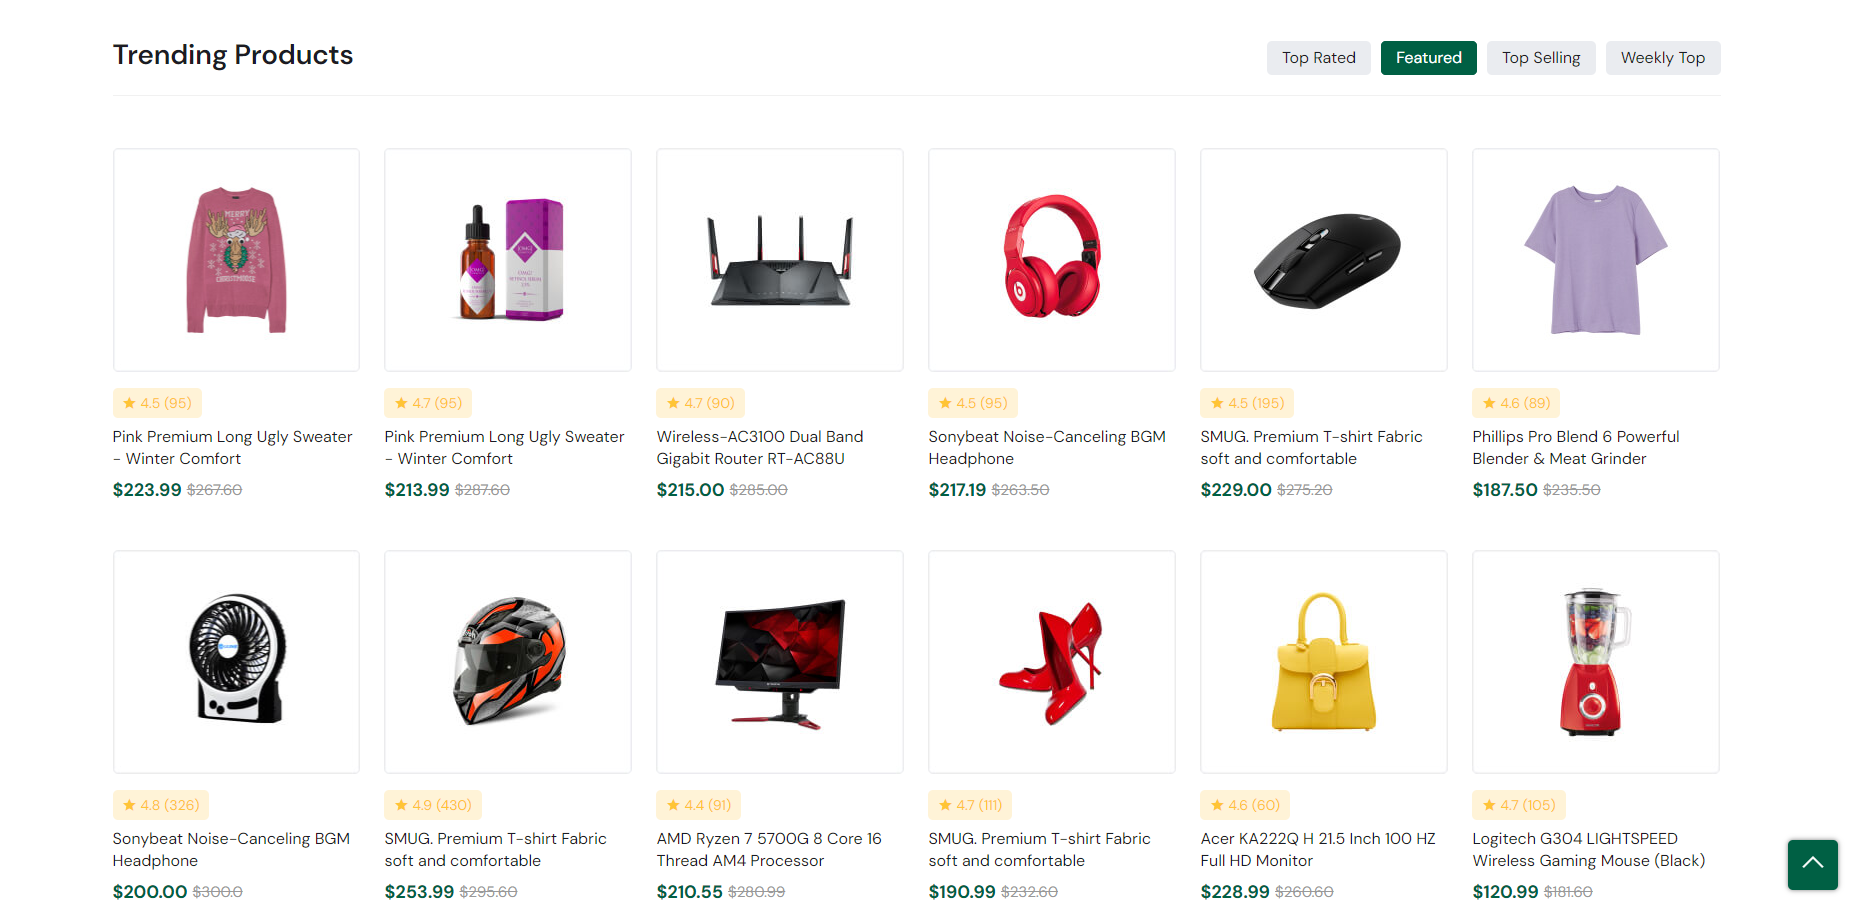 Trending Products
Top Rated
Featured
Top Selling
Weekly Top
MERRY
CHRISTMOOSE
4.5 (95)
Pink Premium Long Ugly Sweater
- Winter Comfort
$223.99 $267.60
4.7 (95)
Pink Premium Long Ugly Sweater
- Winter Comfort
$213.99 $287.60
4.7 (90)
Wireless-AC3100 Dual Band
Gigabit Router RT-AC88U
$215.00 $285.00
4.5 (95)
Sonybeat Noise-Canceling BGM
Headphone
$217.19 $263.50
4.5 (195)
SMUG. Premium T-shirt Fabric
soft and comfortable
$229.00 $275.20
4.6 (89)
Phillips Pro Blend 6 Powerful
Blender & Meat Grinder
$187.50 $235.50
4.8 (326)
Sonybeat Noise-Canceling BGM
Headphone
$200.00 $300.0
4.9 (430)
SMUG. Premium T-shirt Fabric
soft and comfortable
$253.99 $295.60
4.4 (91)
AMD Ryzen 7 5700G 8 Core 16
Thread AM4 Processor
$210.55 $280.99
4.7 (111)
SMUG. Premium T-shirt Fabric
soft and comfortable
$190.99 $232.60
4.6 (60)
Acer KA222Q H 21.5 Inch 100 HZ
Full HD Monitor
$228.99 $260.60
4.7 (105)
Logitech G304 LIGHTSPEED
Wireless Gaming Mouse (Black)
$120.99 $181.60